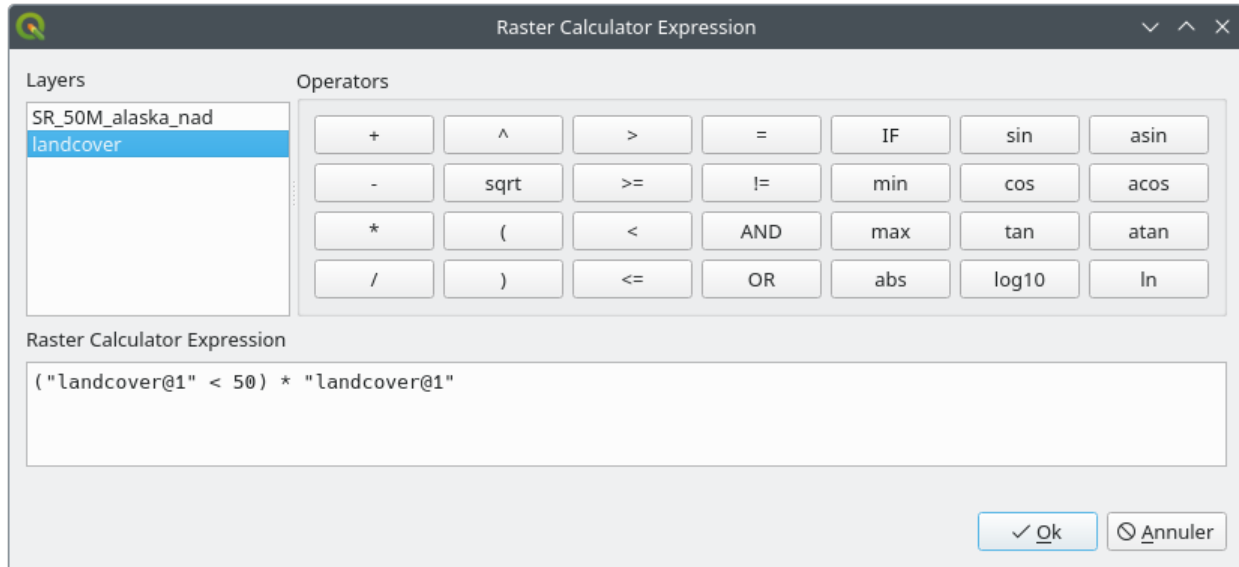 Raster Calculator Expression
Layers
Operators
SR_50M_alaska_nad
landcover
+ ^ > = IF sin asin
- sqrt >= != min cos acos
* ( < AND max tan atan
/ ) <= OR abs log10 ln
Raster Calculator Expression
("landcover@1" < 50) * "landcover@1"
Ok Annuler